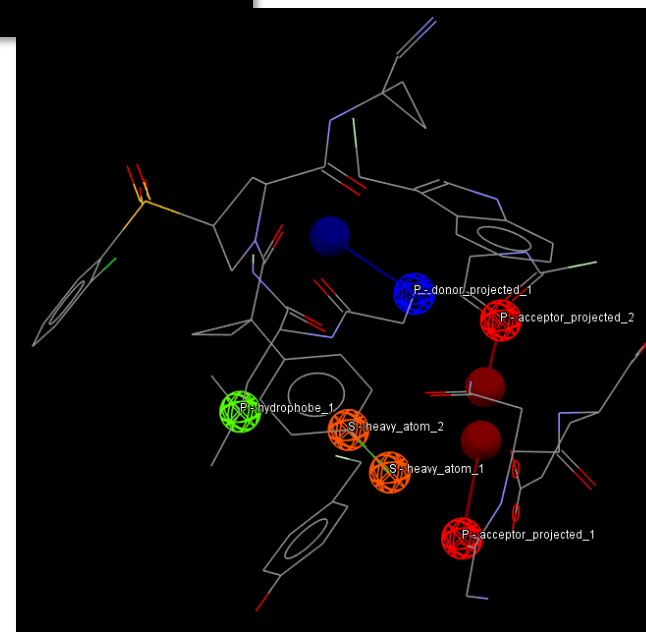 P - donor_projected_1
P - acceptor_projected_2
P - hydrophobe_1
S - heavy_atom_2
S - heavy_atom_1
P - acceptor_projected_1